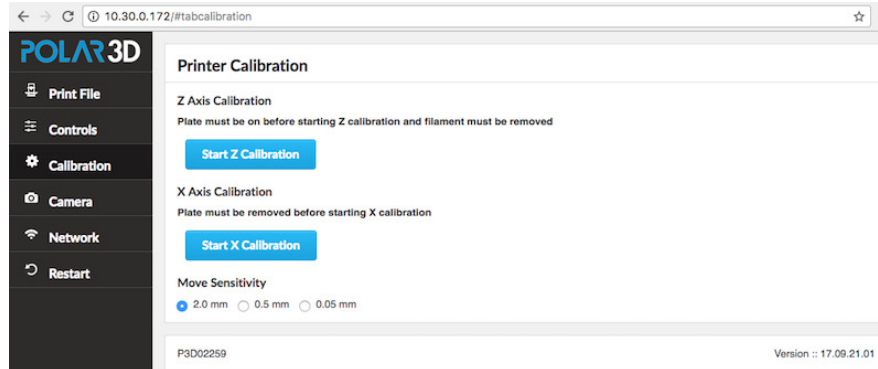 10.30.0.172/#tabcalibration
POLAR3D
Print File
Controls
Calibration
Camera
Network
Restart
Printer Calibration
Z Axis Calibration
Plate must be on before starting Z calibration and filament must be removed
Start Z Calibration
X Axis Calibration
Plate must be removed before starting X calibration
Start X Calibration
Move Sensitivity
2.0 mm 0.5 mm 0.05 mm
P3D02259 Version :: 17.09.21.01